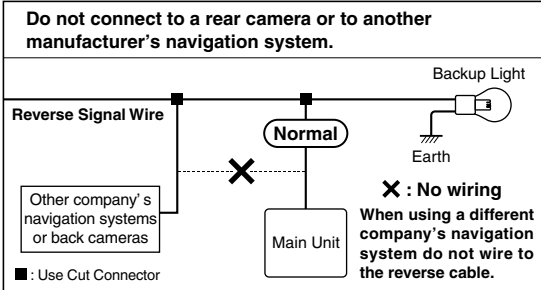 Do not connect to a rear camera or to another
manufacturer's navigation system.
Backup Light
Reverse Signal Wire
Normal
Earth
✕ : No wiring
Other company's
navigation systems
or back cameras
Main Unit
When using a different
company's navigation
system do not wire to
the reverse cable.
■ : Use Cut Connector